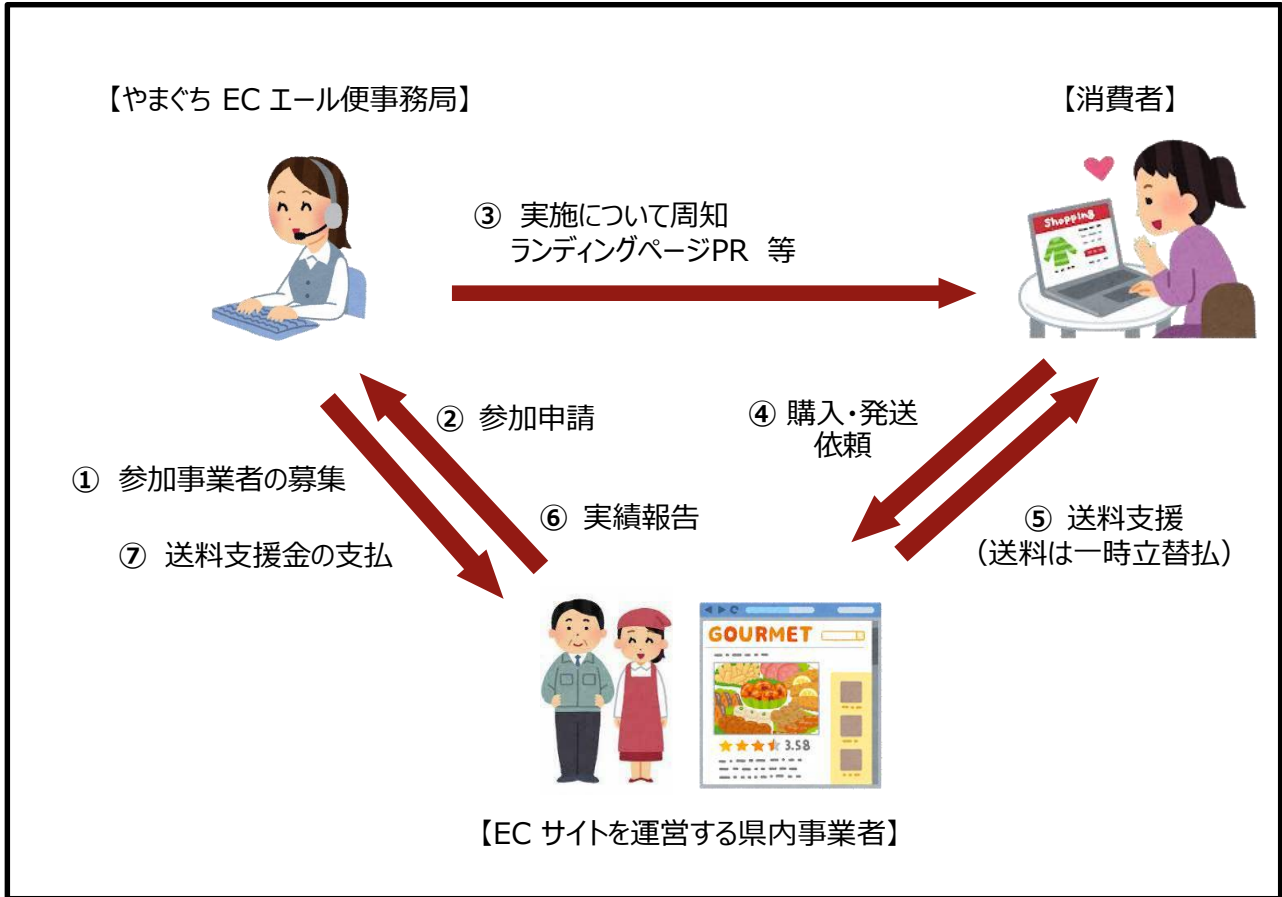 【やまぐち EC エール便事務局】
【消費者】
③ 実施について周知
ランディングページPR 等
Shopping
② 参加申請
④ 購入・発送
依頼
① 参加事業者の募集
⑥ 実績報告
⑤ 送料支援
（送料は一時立替払）
⑦ 送料支援金の支払
GOURMET
3.58
【EC サイトを運営する県内事業者】